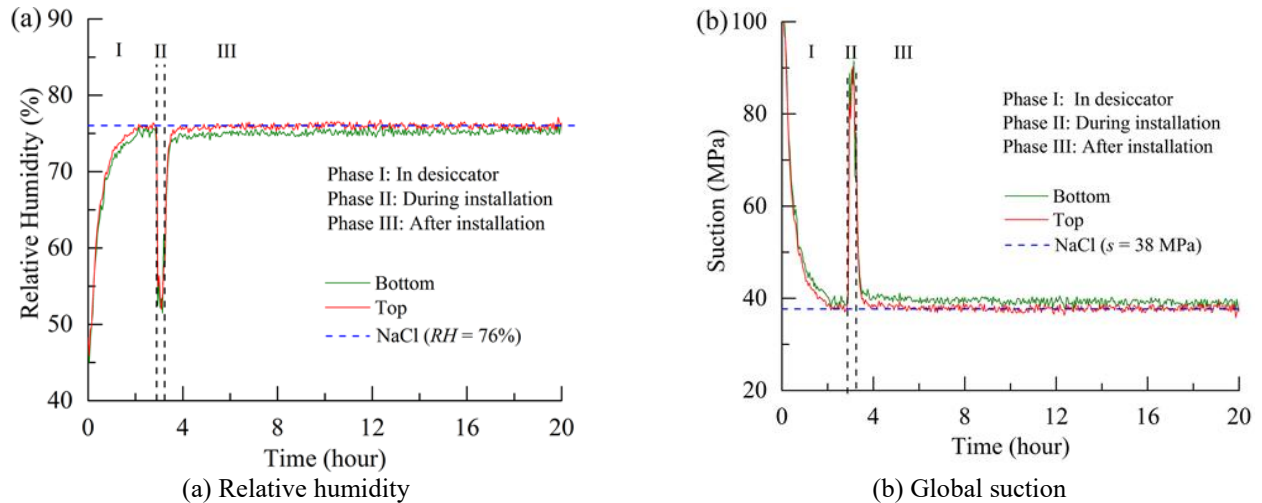 (a)
90
80
70
60
50
40
Relative Humidity (%)
I II III
Phase I: In desiccator
Phase II: During installation
Phase III: After installation
Bottom
Top
NaCl (RH = 76%)
0 4 8 12 16 20
Time (hour)
(a) Relative humidity
(b)
100
80
60
40
20
Suction (MPa)
I II III
Phase I: In desiccator
Phase II: During installation
Phase III: After installation
Bottom
Top
NaCl (s = 38 MPa)
0 4 8 12 16 20
Time (hour)
(b) Global suction